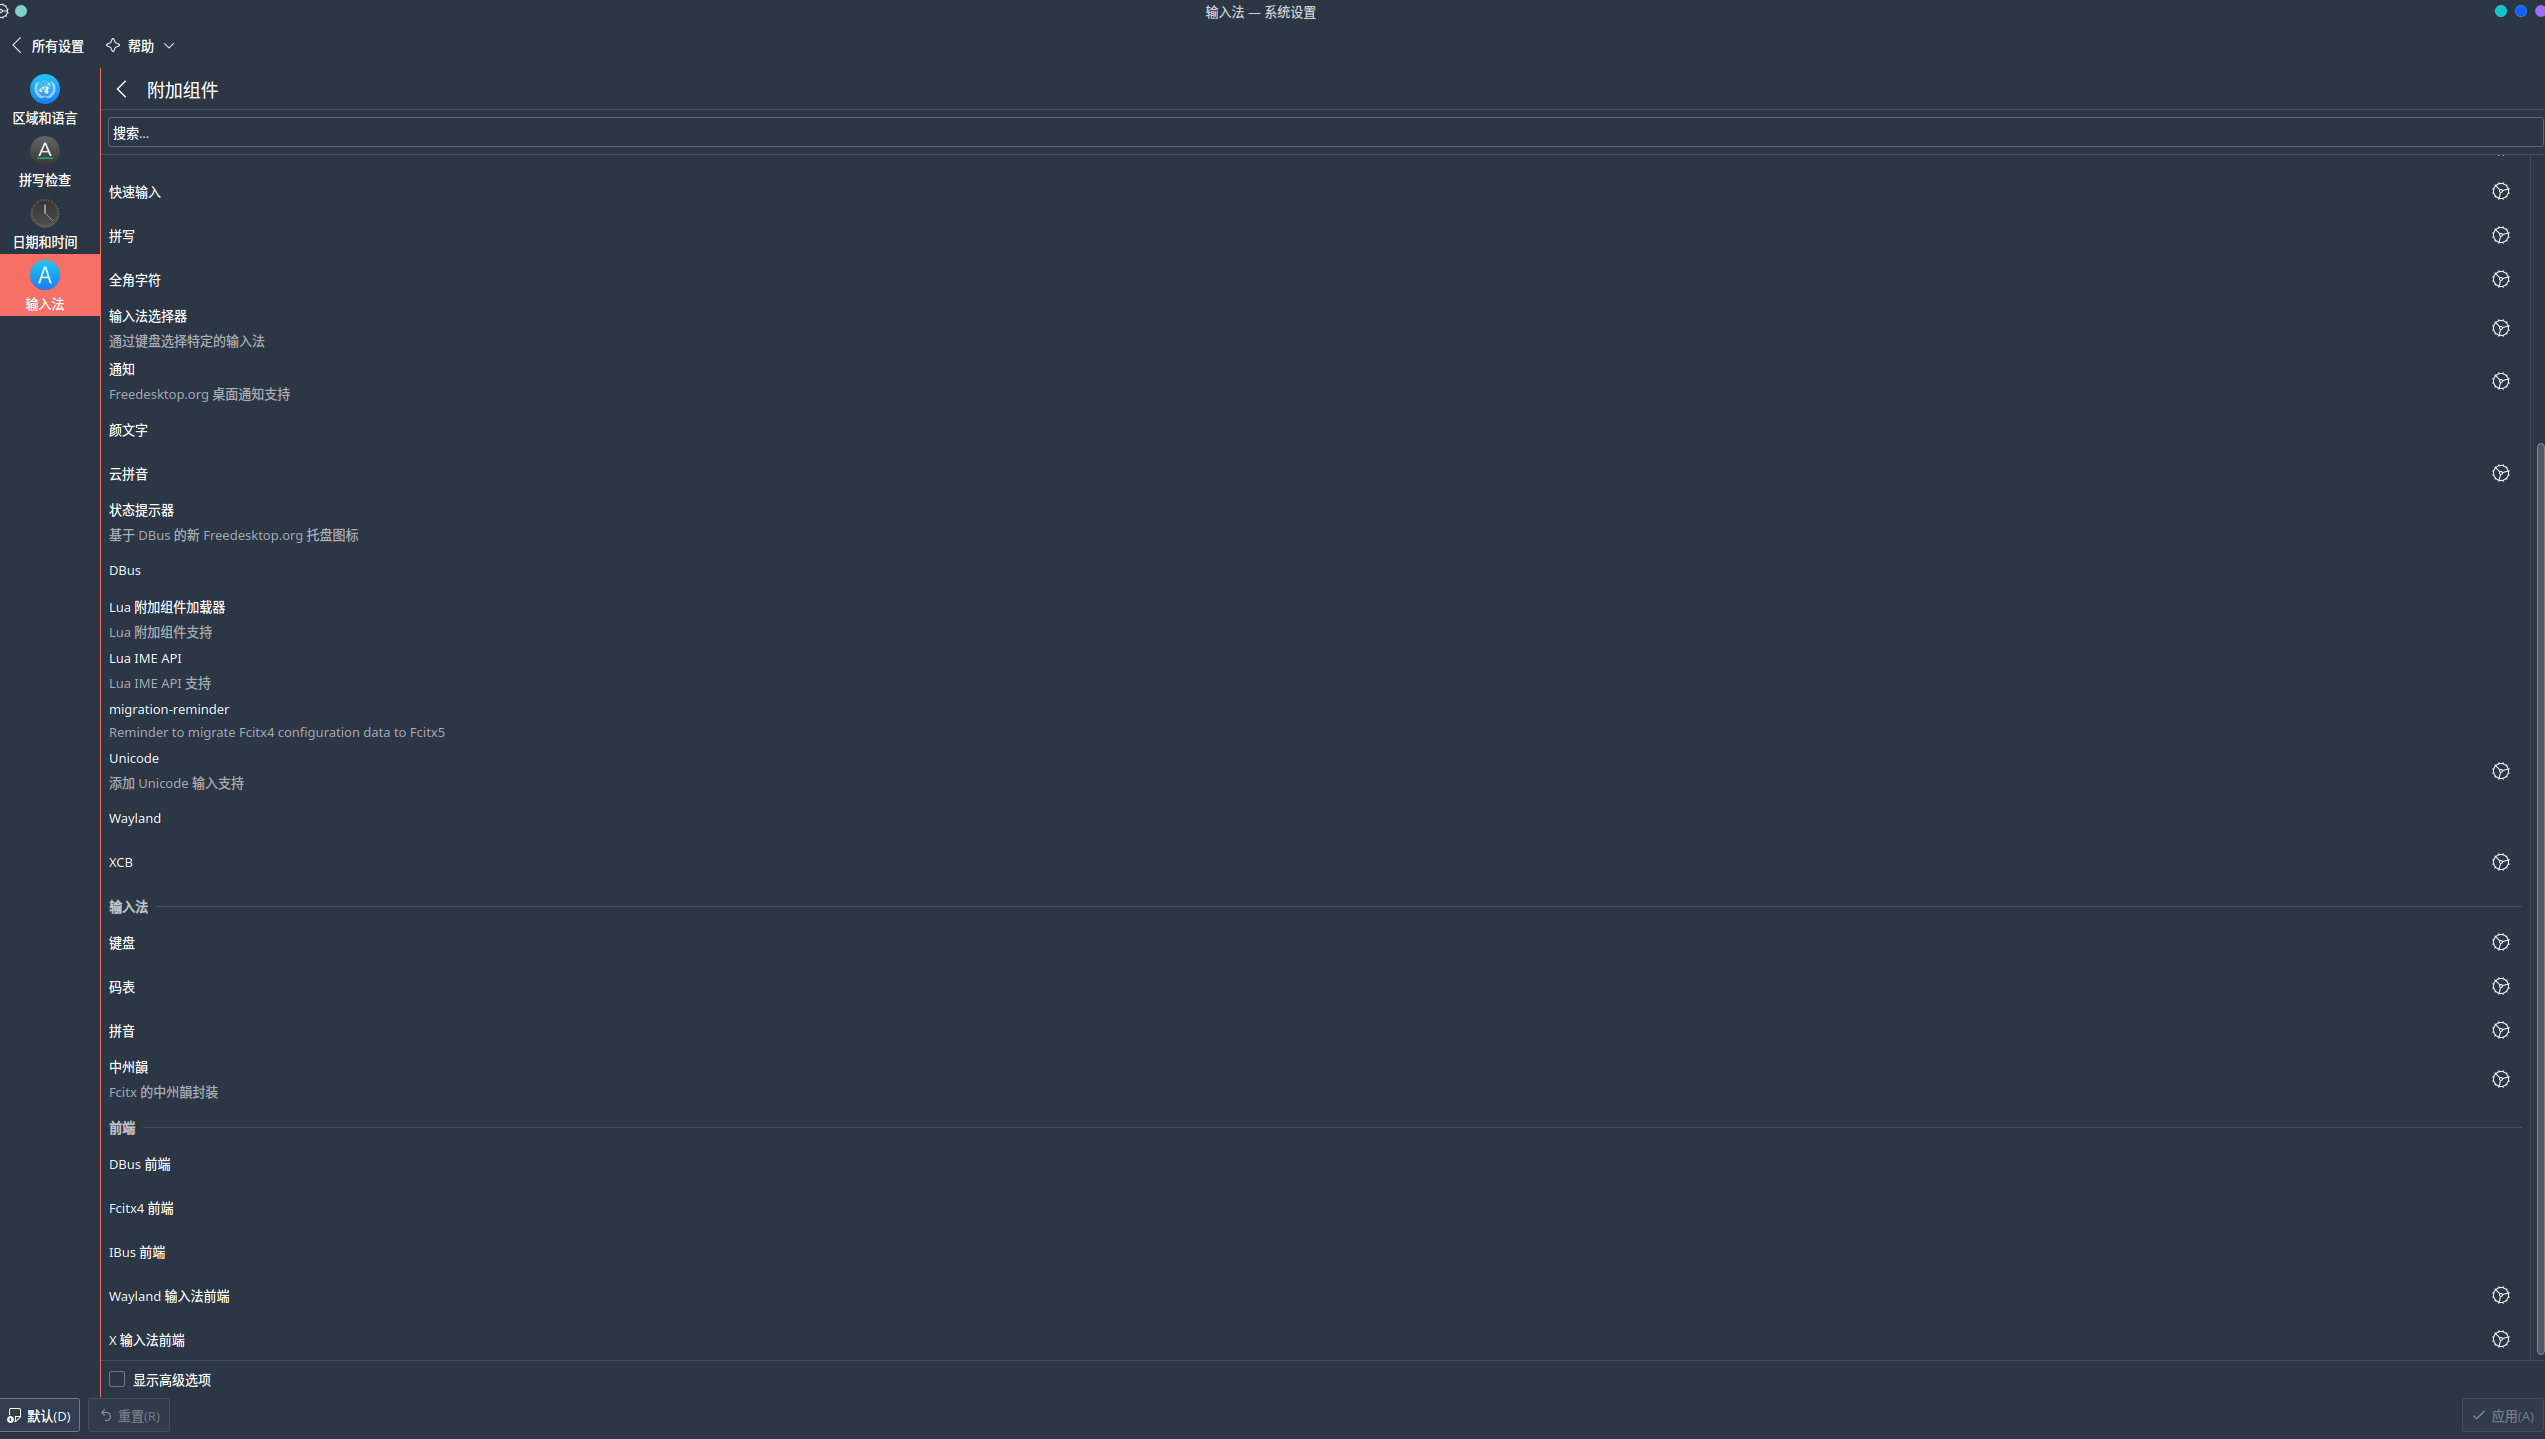 输入法 — 系统设置
所有设置 帮助
区域和语言
拼写检查
日期和时间
输入法
附加组件
搜索...
快速输入
拼写
全角字符
输入法选择器
通过键盘选择特定的输入法
通知
Freedesktop.org 桌面通知支持
颜文字
云拼音
状态提示器
基于 DBus 的新 Freedesktop.org 托盘图标
DBus
Lua 附加组件加载器
Lua 附加组件支持
Lua IME API
Lua IME API 支持
migration-reminder
Reminder to migrate Fcitx4 configuration data to Fcitx5
Unicode
添加 Unicode 输入支持
Wayland
XCB
输入法
键盘
码表
拼音
中州韻
Fcitx 的中州韻封装
前端
DBus 前端
Fcitx4 前端
IBus 前端
Wayland 输入法前端
X 输入法前端
显示高级选项
默认(D) 重置(R) 应用(A)